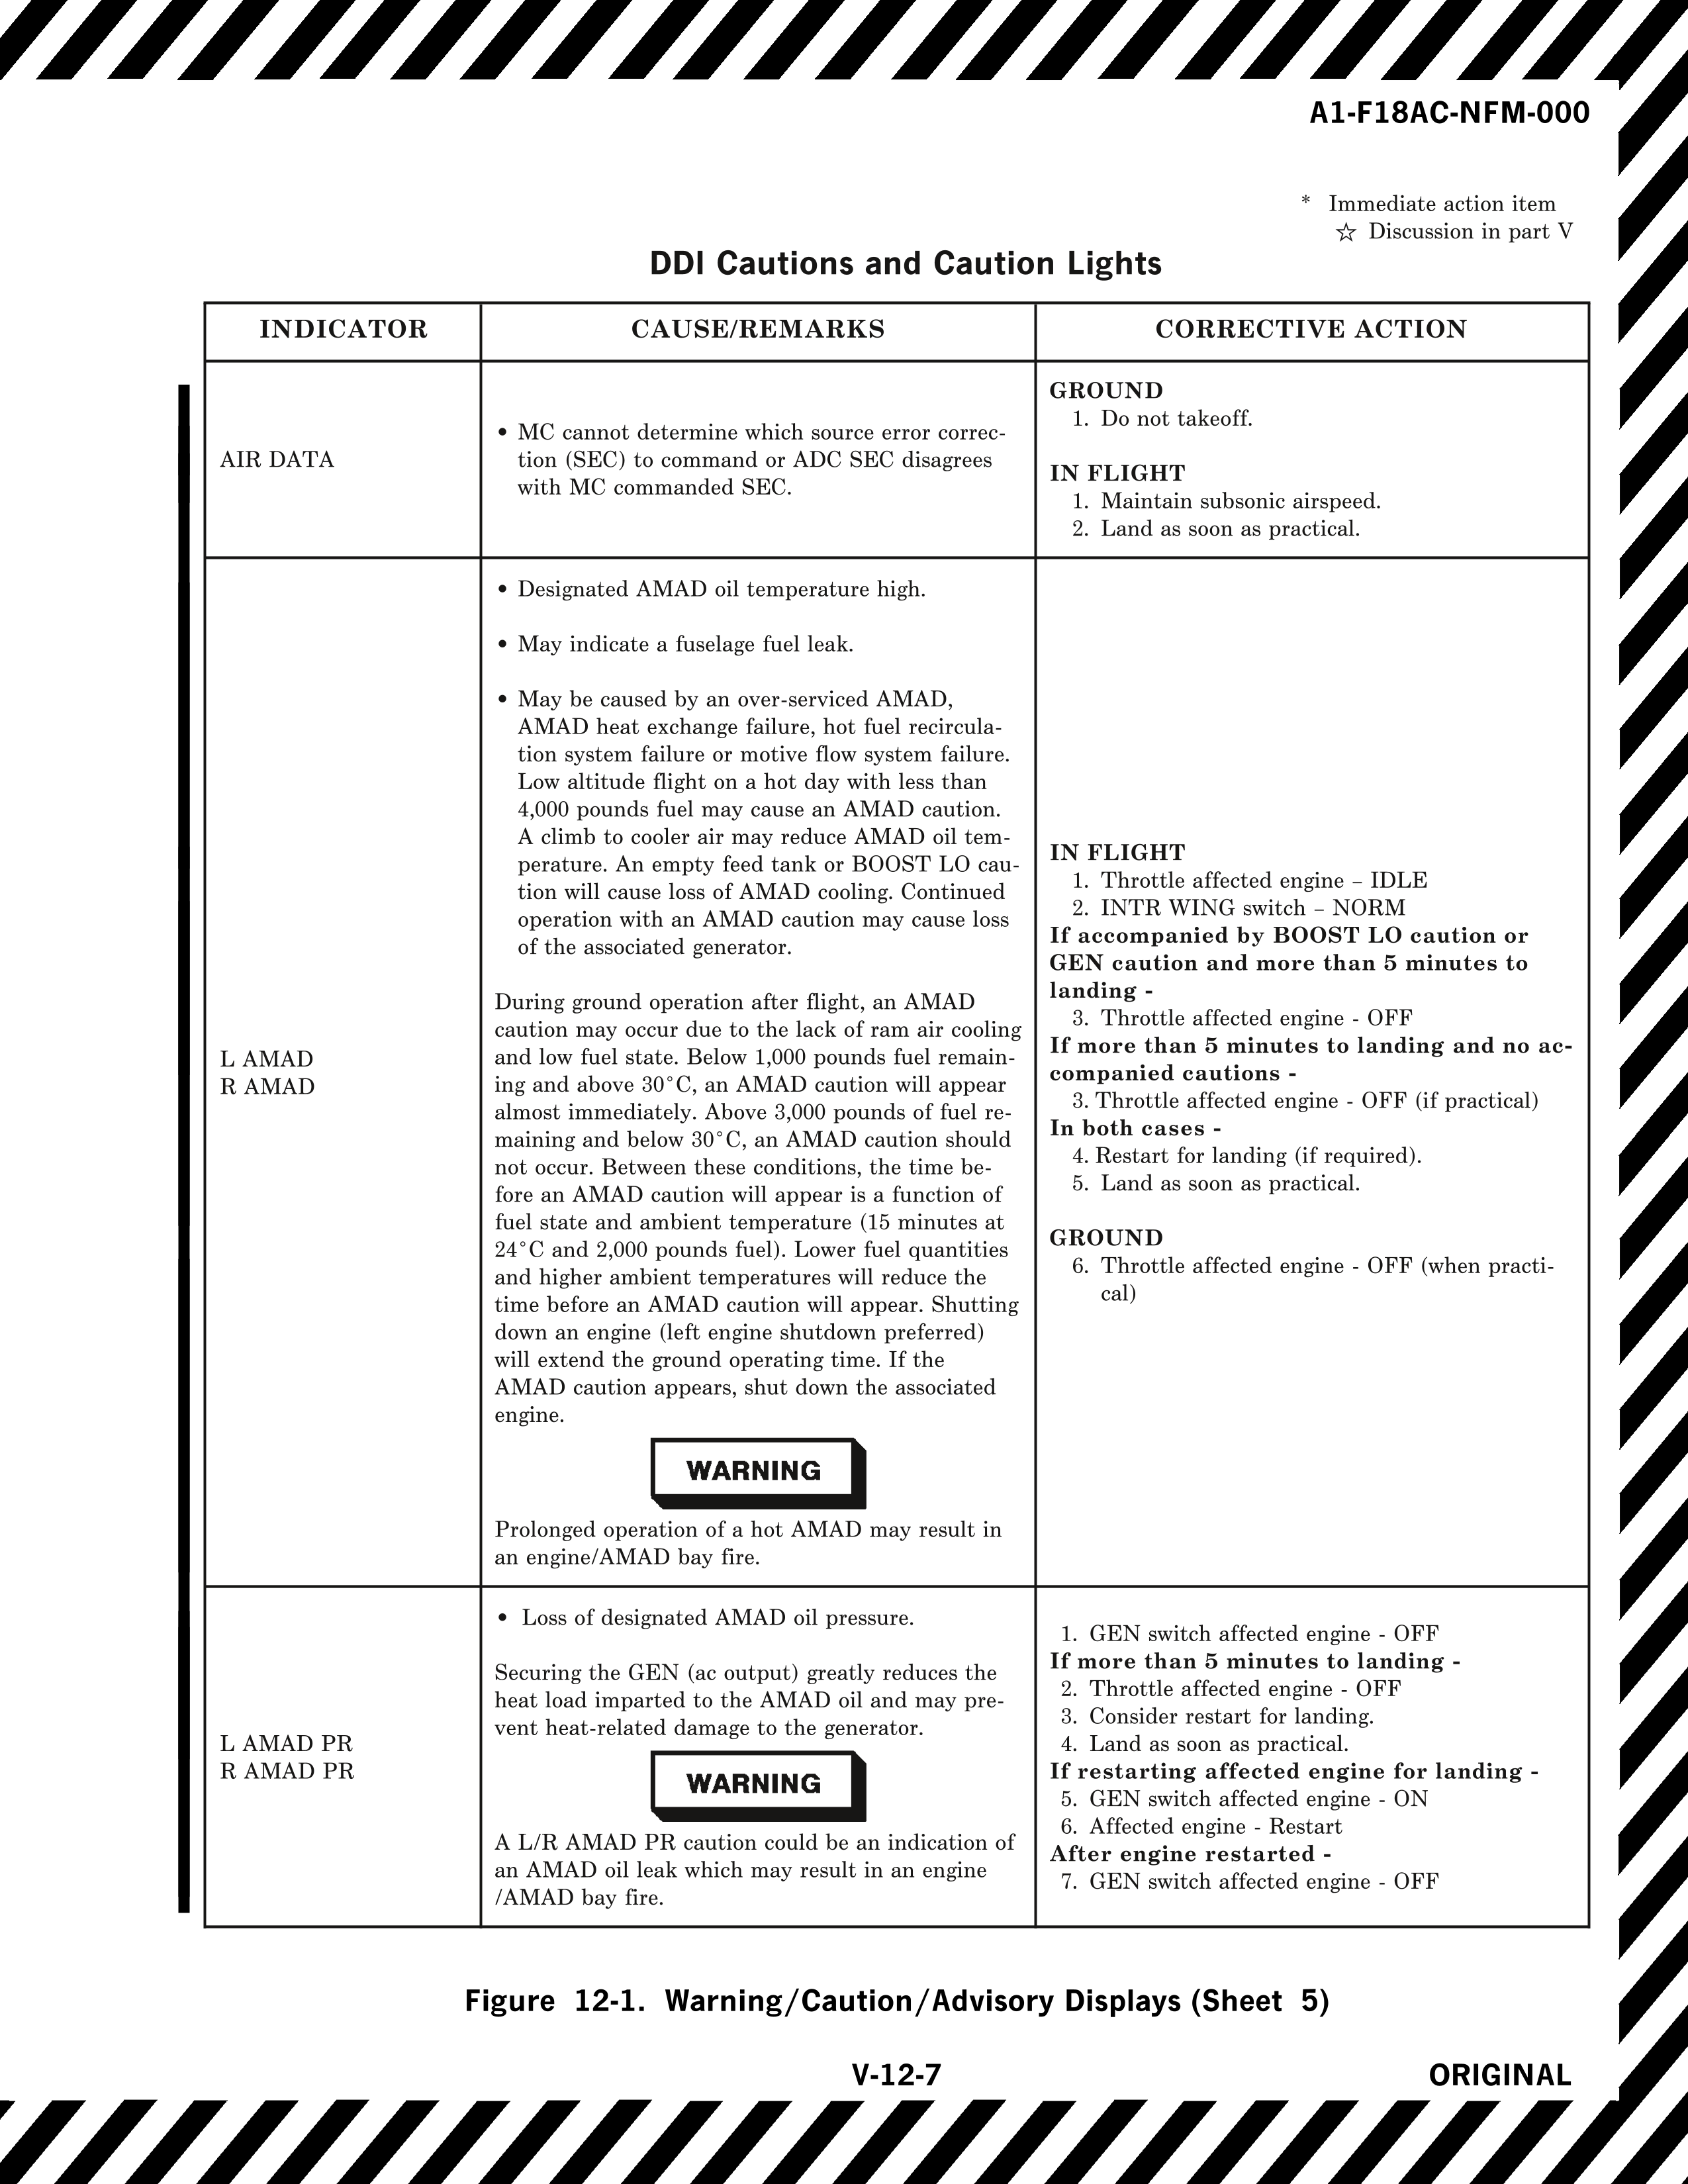 A1-F18AC-NFM-000
* Immediate action item
☆ Discussion in part V
DDI Cautions and Caution Lights
INDICATOR
CAUSE/REMARKS
CORRECTIVE ACTION
AIR DATA
• MC cannot determine which source error correc-
tion (SEC) to command or ADC SEC disagrees
with MC commanded SEC.
GROUND
1. Do not takeoff.
IN FLIGHT
1. Maintain subsonic airspeed.
2. Land as soon as practical.
L AMAD
R AMAD
• Designated AMAD oil temperature high.
• May indicate a fuselage fuel leak.
• May be caused by an over-serviced AMAD,
AMAD heat exchange failure, hot fuel recircula-
tion system failure or motive flow system failure.
Low altitude flight on a hot day with less than
4,000 pounds fuel may cause an AMAD caution.
A climb to cooler air may reduce AMAD oil tem-
perature. An empty feed tank or BOOST LO cau-
tion will cause loss of AMAD cooling. Continued
operation with an AMAD caution may cause loss
of the associated generator.
During ground operation after flight, an AMAD
caution may occur due to the lack of ram air cooling
and low fuel state. Below 1,000 pounds fuel remain-
ing and above 30°C, an AMAD caution will appear
almost immediately. Above 3,000 pounds of fuel re-
maining and below 30°C, an AMAD caution should
not occur. Between these conditions, the time be-
fore an AMAD caution will appear is a function of
fuel state and ambient temperature (15 minutes at
24°C and 2,000 pounds fuel). Lower fuel quantities
and higher ambient temperatures will reduce the
time before an AMAD caution will appear. Shutting
down an engine (left engine shutdown preferred)
will extend the ground operating time. If the
AMAD caution appears, shut down the associated
engine.
WARNING
Prolonged operation of a hot AMAD may result in
an engine/AMAD bay fire.
IN FLIGHT
1. Throttle affected engine – IDLE
2. INTR WING switch – NORM
If accompanied by BOOST LO caution or
GEN caution and more than 5 minutes to
landing -
3. Throttle affected engine - OFF
If more than 5 minutes to landing and no ac-
companied cautions -
3. Throttle affected engine - OFF (if practical)
In both cases -
4. Restart for landing (if required).
5. Land as soon as practical.
GROUND
6. Throttle affected engine - OFF (when practi-
cal)
L AMAD PR
R AMAD PR
• Loss of designated AMAD oil pressure.
Securing the GEN (ac output) greatly reduces the
heat load imparted to the AMAD oil and may pre-
vent heat-related damage to the generator.
WARNING
A L/R AMAD PR caution could be an indication of
an AMAD oil leak which may result in an engine
/AMAD bay fire.
1. GEN switch affected engine - OFF
If more than 5 minutes to landing -
2. Throttle affected engine - OFF
3. Consider restart for landing.
4. Land as soon as practical.
If restarting affected engine for landing -
5. GEN switch affected engine - ON
6. Affected engine - Restart
After engine restarted -
7. GEN switch affected engine - OFF
Figure 12-1. Warning/Caution/Advisory Displays (Sheet 5)
V-12-7
ORIGINAL